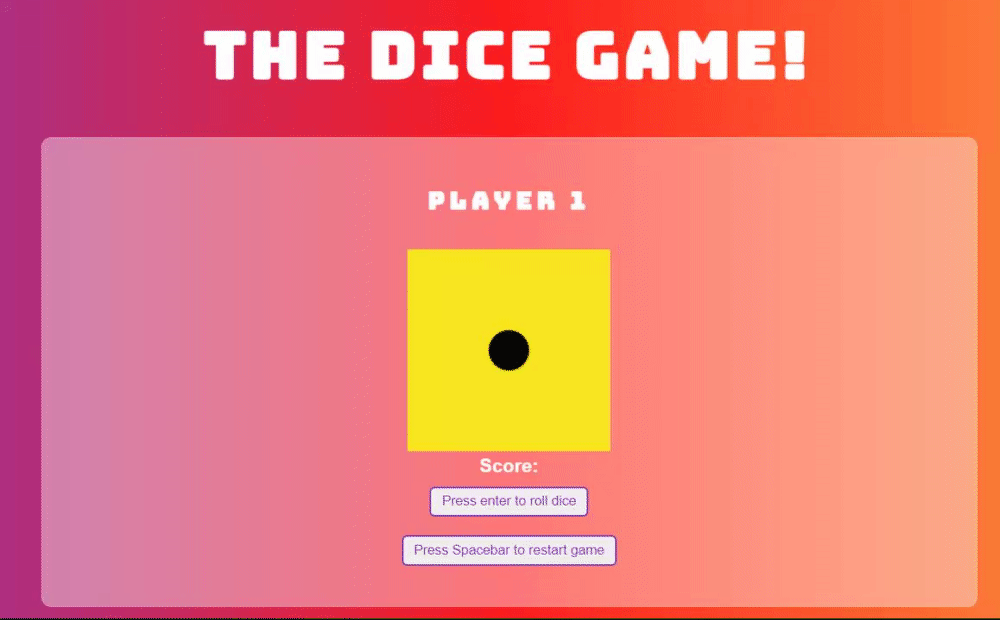 THE DICE GAME!
PLAYER 1
Score:
Press enter to roll dice
Press Spacebar to restart game